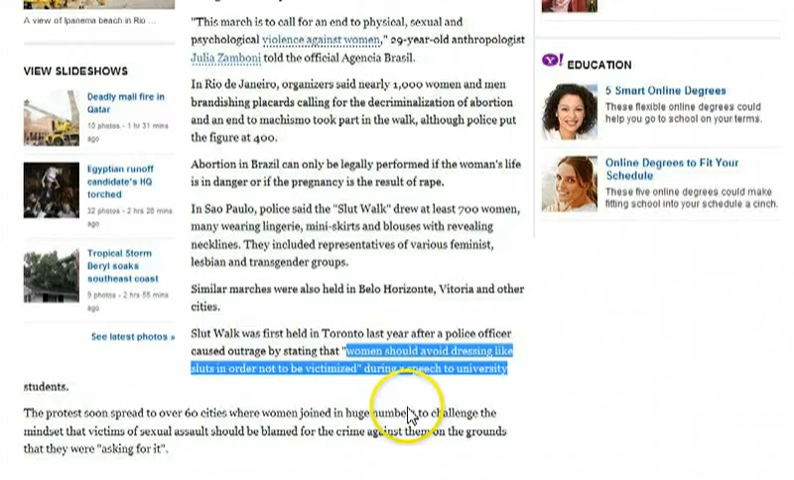 A view of Ipanema beach in Rio ...
VIEW SLIDESHOWS
Deadly mall fire in
Qatar
10 photos - 1 hr 31 mins
ago
Egyptian runoff
candidate's HQ
torched
32 photos - 2 hrs 28 mins
ago
Tropical Storm
Beryl soaks
southeast coast
9 photos - 2 hrs 55 mins
ago
See latest photos »
"This march is to call for an end to physical, sexual and
psychological violence against women," 29-year-old anthropologist
Julia Zamboni told the official Agencia Brasil.
In Rio de Janeiro, organizers said nearly 1,000 women and men
brandishing placards calling for the decriminalization of abortion
and an end to machismo took part in the walk, although police put
the figure at 400.
Abortion in Brazil can only be legally performed if the woman's life
is in danger or if the pregnancy is the result of rape.
In Sao Paulo, police said the "Slut Walk" drew at least 700 women,
many wearing lingerie, mini-skirts and blouses with revealing
necklines. They included representatives of various feminist,
lesbian and transgender groups.
Similar marches were also held in Belo Horizonte, Vitoria and other
cities.
Slut Walk was first held in Toronto last year after a police officer
caused outrage by stating that "women should avoid dressing like
sluts in order not to be victimized" during a speech to university
students.
The protest soon spread to over 60 cities where women joined in huge numbers to challenge the
mindset that victims of sexual assault should be blamed for the crime against them on the grounds
that they were "asking for it".
Y! EDUCATION
5 Smart Online Degrees
These flexible online degrees could
help you go to school on your terms.
Online Degrees to Fit Your
Schedule
These five online degrees could make
fitting school into your schedule a cinch.